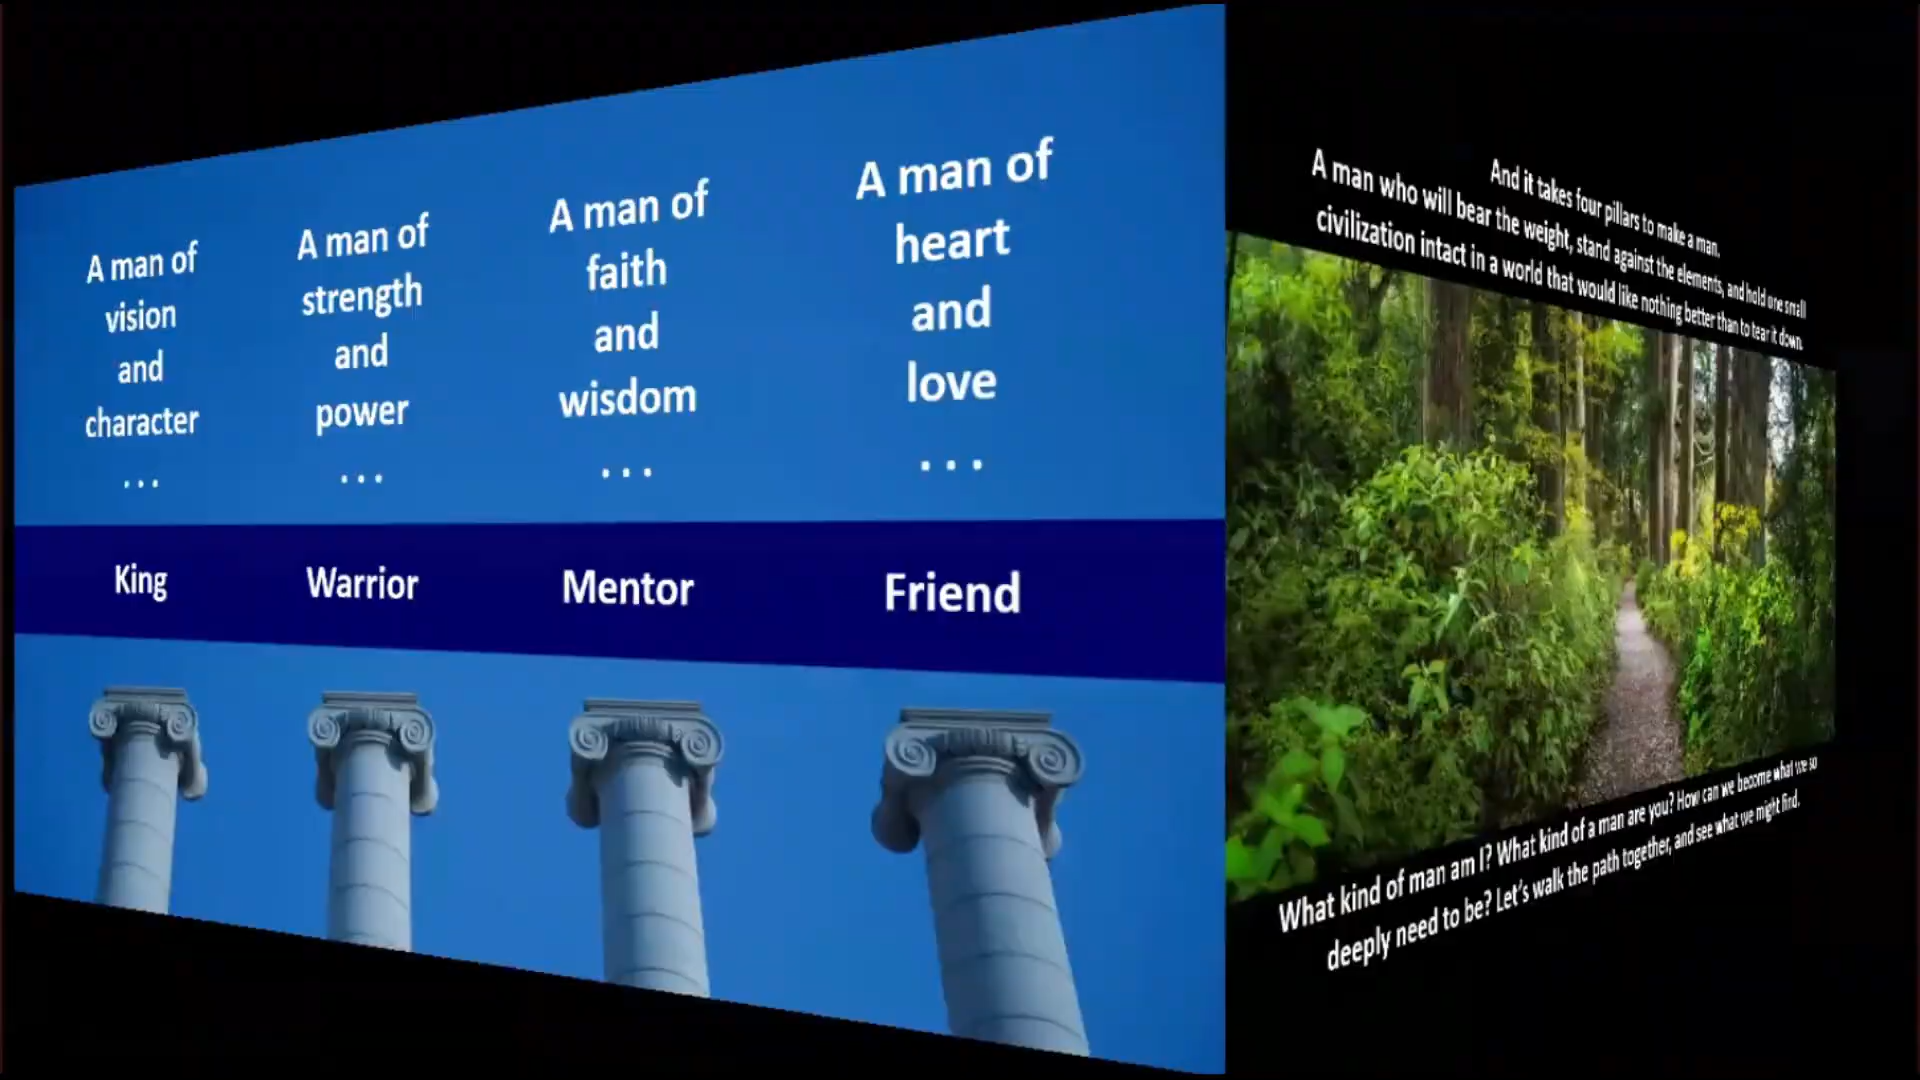 A man of
vision
and
character
...
A man of
strength
and
power
...
A man of
faith
and
wisdom
...
A man of
heart
and
love
...
King
Warrior
Mentor
Friend
And it takes four pillars to make a man.
A man who will bear the weight, stand against the elements, and hold one small
civilization intact in a world that would like nothing better than to tear it down.
What kind of man am I? What kind of a man are you? How can we become what we so
deeply need to be? Let's walk the path together, and see what we might find.